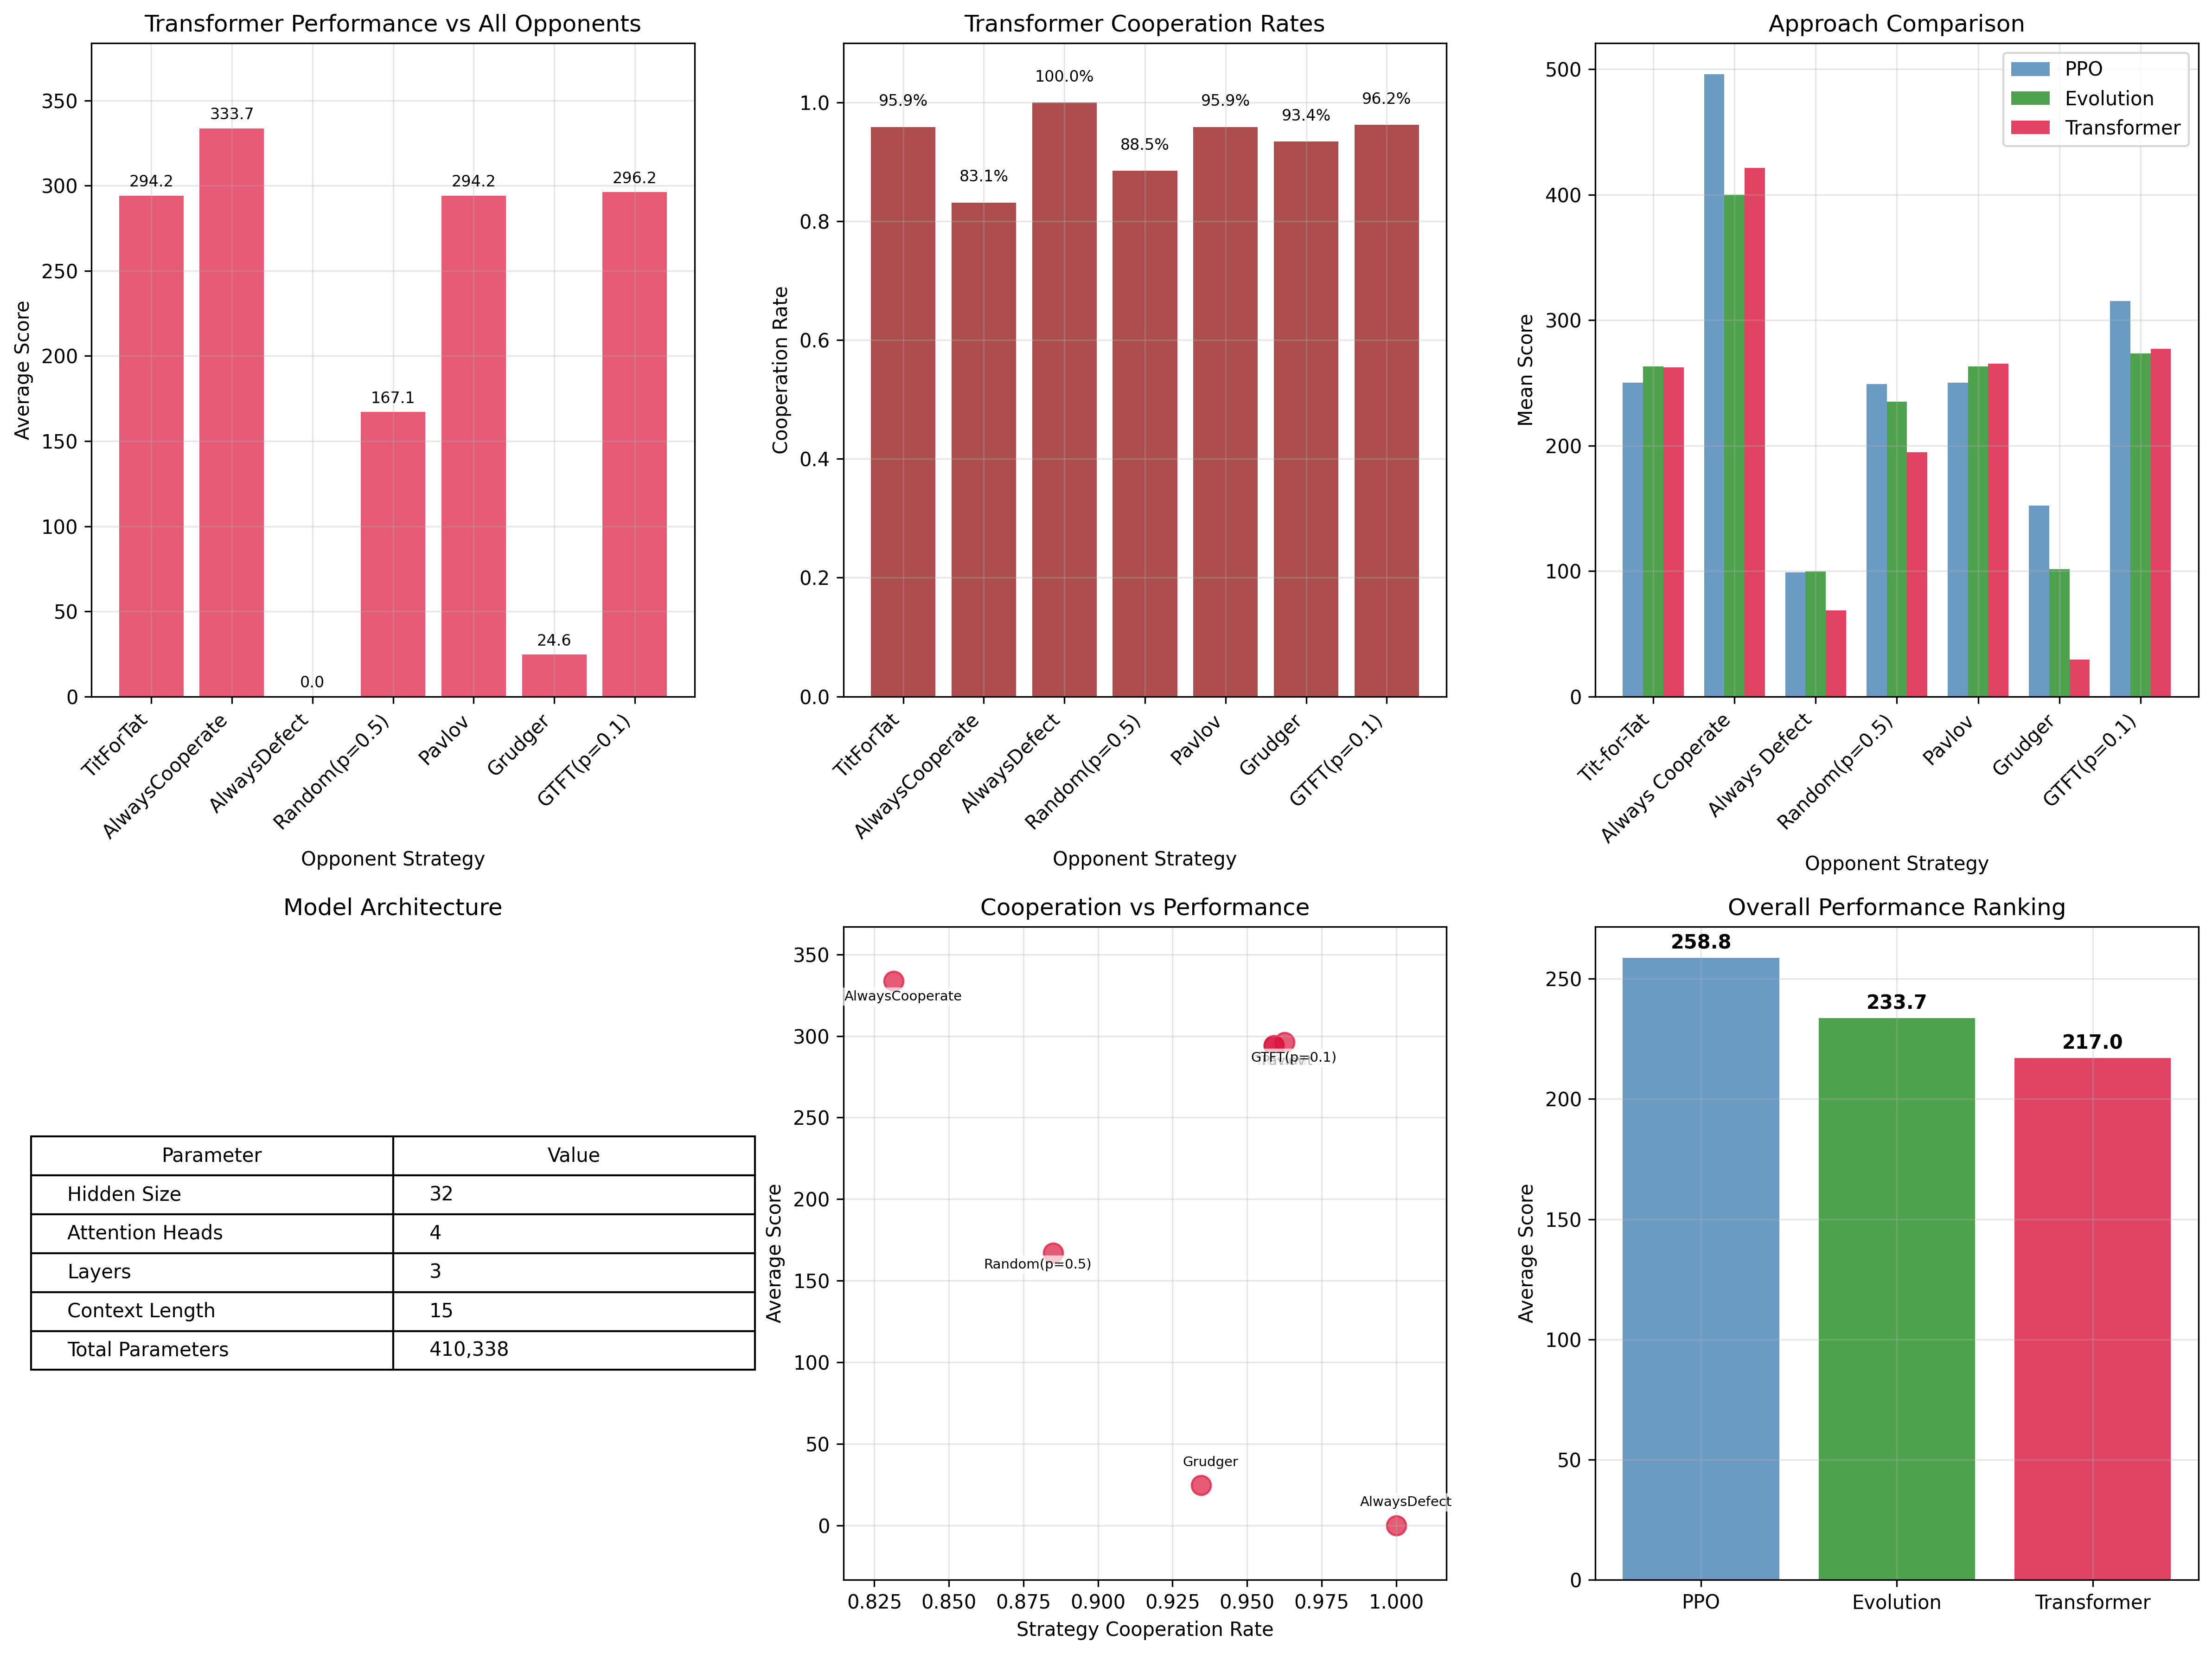 Transformer Performance vs All Opponents
Average Score
350
300
250
200
150
100
50
0
294.2
333.7
0.0
167.1
294.2
24.6
296.2
TitForTat
AlwaysCooperate
AlwaysDefect
Random(p=0.5)
Pavlov
Grudger
GTFT(p=0.1)
Opponent Strategy
Transformer Cooperation Rates
Cooperation Rate
1.0
0.8
0.6
0.4
0.2
0.0
95.9%
83.1%
100.0%
88.5%
95.9%
93.4%
96.2%
TitForTat
AlwaysCooperate
AlwaysDefect
Random(p=0.5)
Pavlov
Grudger
GTFT(p=0.1)
Opponent Strategy
Approach Comparison
PPO
Evolution
Transformer
Mean Score
500
400
300
200
100
0
Tit-for-Tat
Always Cooperate
Always Defect
Random(p=0.5)
Pavlov
Grudger
GTFT(p=0.1)
Opponent Strategy
Model Architecture
Parameter Value
Hidden Size 32
Attention Heads 4
Layers 3
Context Length 15
Total Parameters 410,338
Cooperation vs Performance
Average Score
350
300
250
200
150
100
50
0
AlwaysCooperate
GTFT(p=0.1)
Random(p=0.5)
Grudger
AlwaysDefect
0.825 0.850 0.875 0.900 0.925 0.950 0.975 1.000
Strategy Cooperation Rate
Overall Performance Ranking
Average Score
250
200
150
100
50
0
258.8
233.7
217.0
PPO
Evolution
Transformer